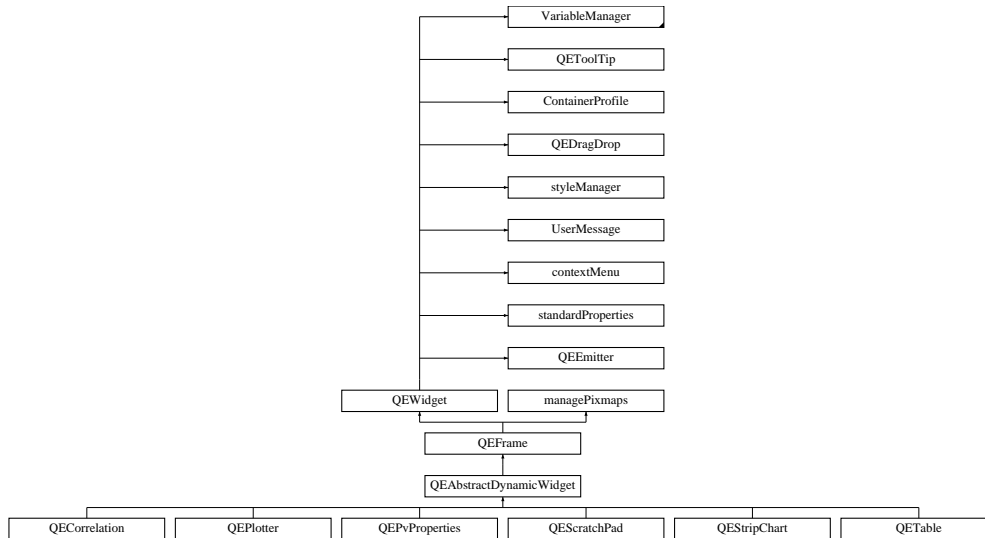 VariableManager
QEToolTip
ContainerProfile
QEDragDrop
styleManager
UserMessage
contextMenu
standardProperties
QEEmitter
QEWidget
managePixmaps
QEFrame
QEAbstractDynamicWidget
QECorrelation
QEPlotter
QEPvProperties
QEScratchPad
QEStripChart
QETable